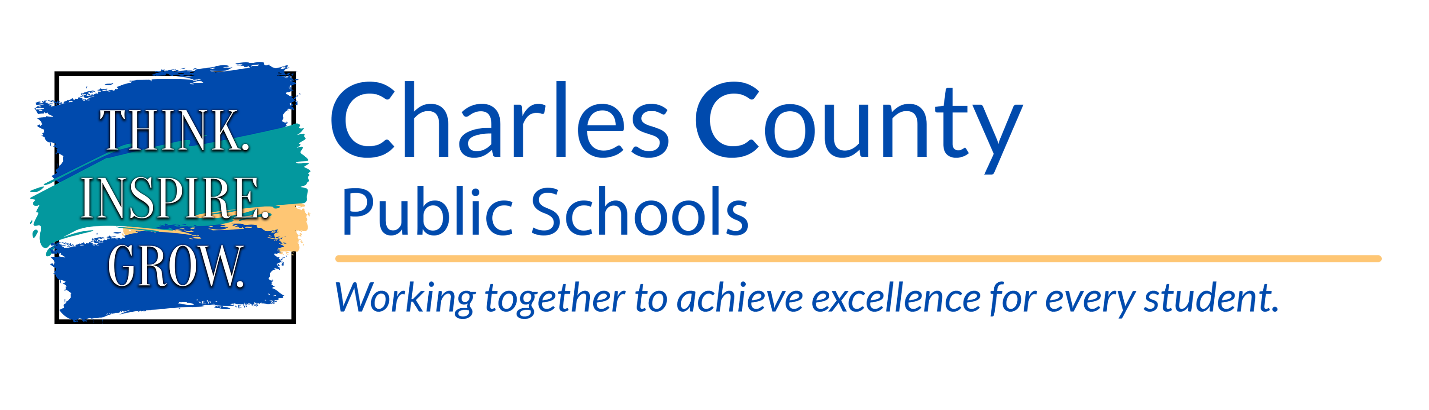 THINK.
INSPIRE.
GROW.
Charles County
Public Schools
Working together to achieve excellence for every student.